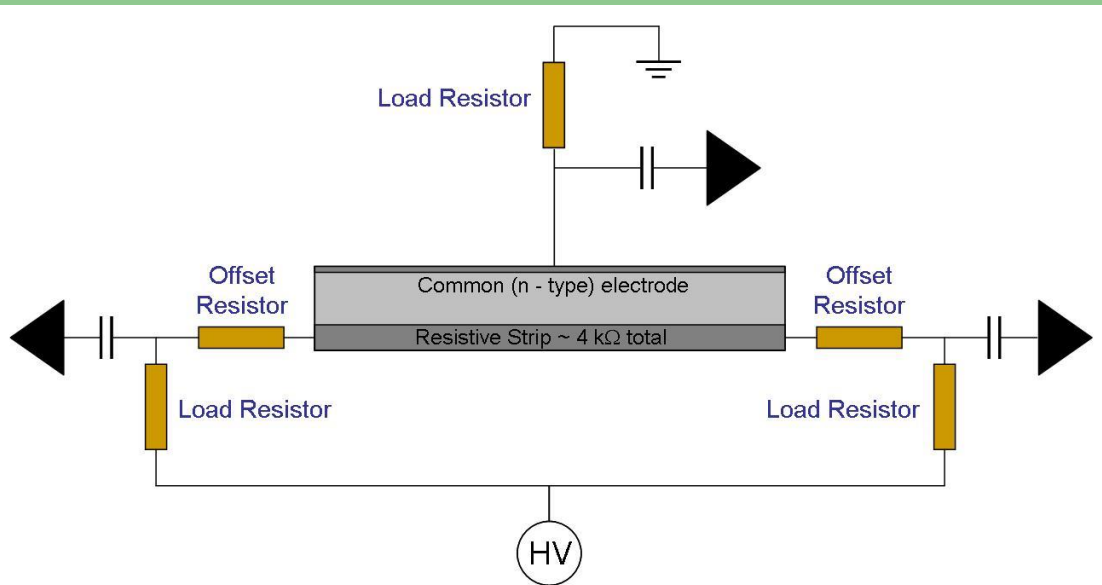 Load Resistor
Common (n - type) electrode
Resistive Strip ~ 4 kΩ total
Offset
Resistor
Offset
Resistor
Load Resistor
Load Resistor
HV